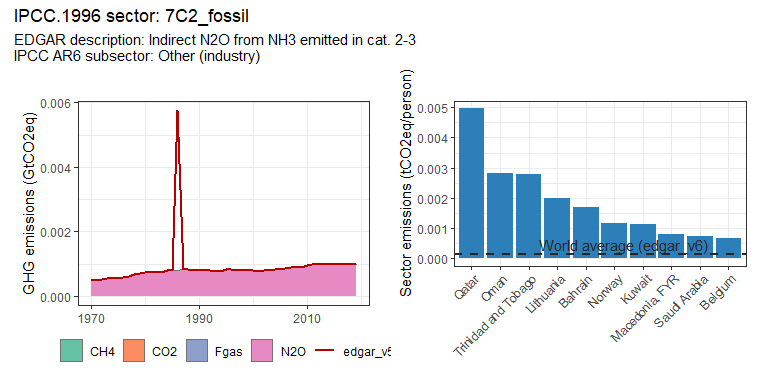 IPCC.1996 sector: 7C2_fossil
EDGAR description: Indirect N2O from NH3 emitted in cat. 2-3
IPCC AR6 subsector: Other (industry)
GHG emissions (GtCO2eq)
0.006
0.004
0.002
0.000
1970
1990
2010
CH4
CO2
Fgas
N2O
edgar_v5
Sector emissions (tCO2eq/person)
0.005
0.004
0.003
0.002
0.001
0.000
World average (edgar_v6)
Qatar
Oman
Trinidad and Tobago
Lithuania
Bahrain
Norway
Kuwait
Macedonia, FYR
Saudi Arabia
Belgium